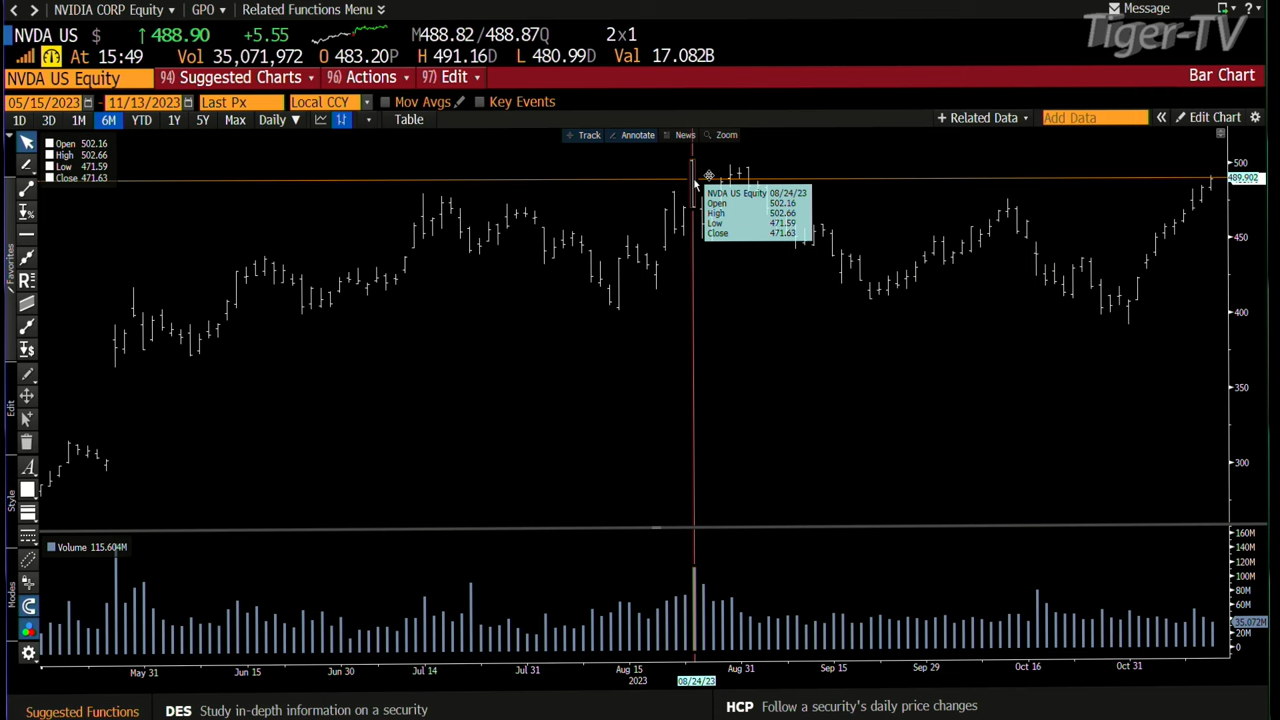 NVIDIA CORP Equity GPO Related Functions Menu Message ?
Tiger-TV
NVDA US $ ↑ 488.90 +5.55 M488.82/488.87Q 2x1
At 15:49 Vol 35,071,972 O 483.20P H 491.16D L 480.99D Val 17.082B
NVDA US Equity 94) Suggested Charts 96) Actions 97) Edit Bar Chart
05/15/2023 - 11/13/2023 Last Px Local CCY Mov Avgs Key Events
1D 3D 1M 6M YTD 1Y 5Y Max Daily ▼ Table + Related Data Add Data « Edit Chart
Track Annotate News Zoom
Open 502.16
High 502.66
Low 471.59
Close 471.63
NVDA US Equity 08/24/23
Open 502.16
High 502.66
Low 471.59
Close 471.63
500
489.902
450
400
350
300
Favorites
Edit
Style
Modes
Volume 115.604M
160M
140M
120M
100M
80M
60M
35.072M
20M
0
May 31 Jun 15 Jun 30 Jul 14 Jul 31 Aug 15 Aug 31 Sep 15 Sep 29 Oct 16 Oct 31
2023 08/24/23
Suggested Functions DES Study in-depth information on a security HCP Follow a security's daily price changes